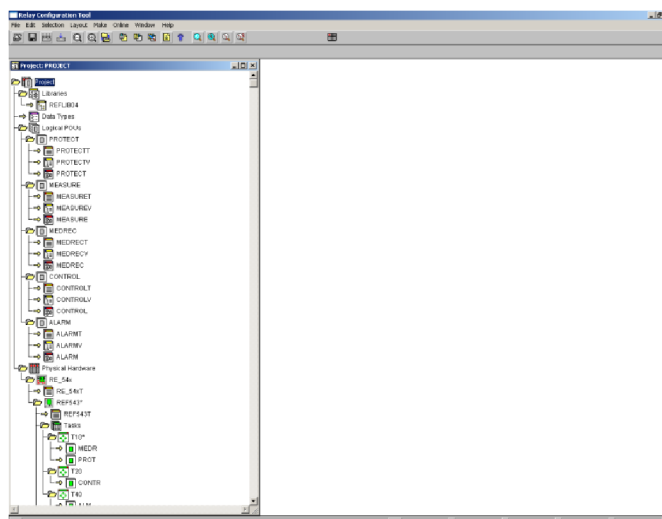 Relay Configuration Tool
File Edit Selection Layout Make Online Window Help
Project: PROJECT
Project
Libraries
REFLIB04
Data Types
Logical POUs
PROTECT
PROTECTT
PROTECTV
PROTECT
MEASURE
MEASURET
MEASUREV
MEASURE
MEDREC
MEDRECT
MEDRECV
MEDREC
CONTROL
CONTROLT
CONTROLV
CONTROL
ALARM
ALARMT
ALARMV
ALARM
Physical Hardware
RE_54x
RE_54xT
REF543*
REF543T
Tasks
T10*
MEDR
PROT
T20
CONTR
T40